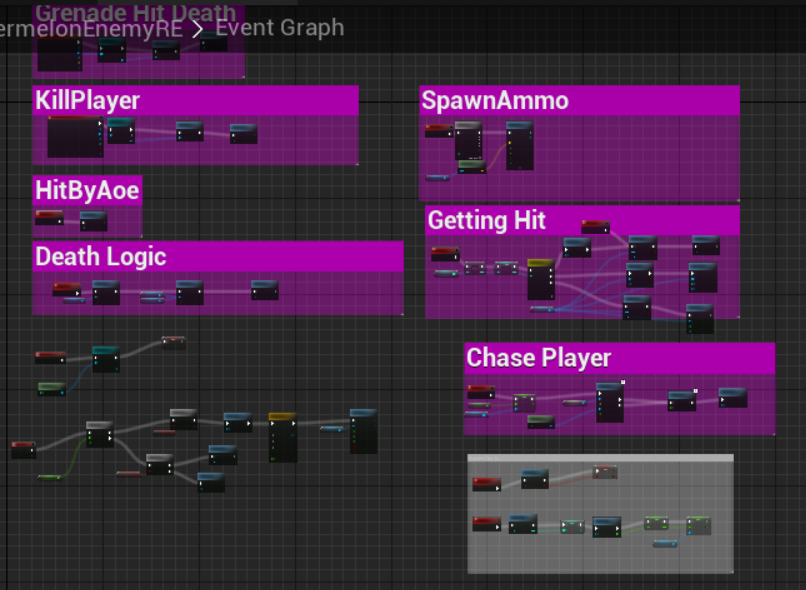 Grenade Hit Death
ermelonEnemyRE > Event Graph
KillPlayer
SpawnAmmo
HitByAoe
Getting Hit
Death Logic
Chase Player